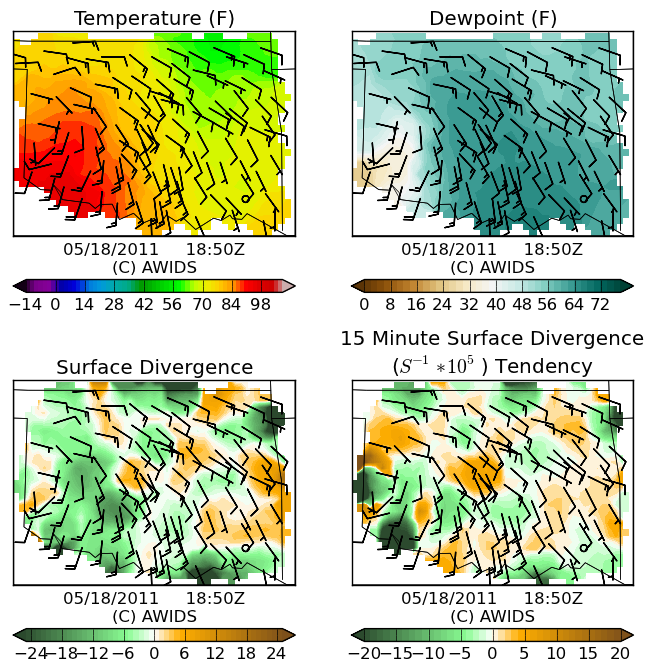 Temperature (F)
Dewpoint (F)
05/18/2011 18:50Z
(C) AWIDS
05/18/2011 18:50Z
(C) AWIDS
−14 0 14 28 42 56 70 84 98
0 8 16 24 32 40 48 56 64 72
Surface Divergence
15 Minute Surface Divergence
(S⁻¹ *10⁵ ) Tendency
05/18/2011 18:50Z
(C) AWIDS
05/18/2011 18:50Z
(C) AWIDS
−24 −18 −12 −6 0 6 12 18 24
−20 −15 −10 −5 0 5 10 15 20